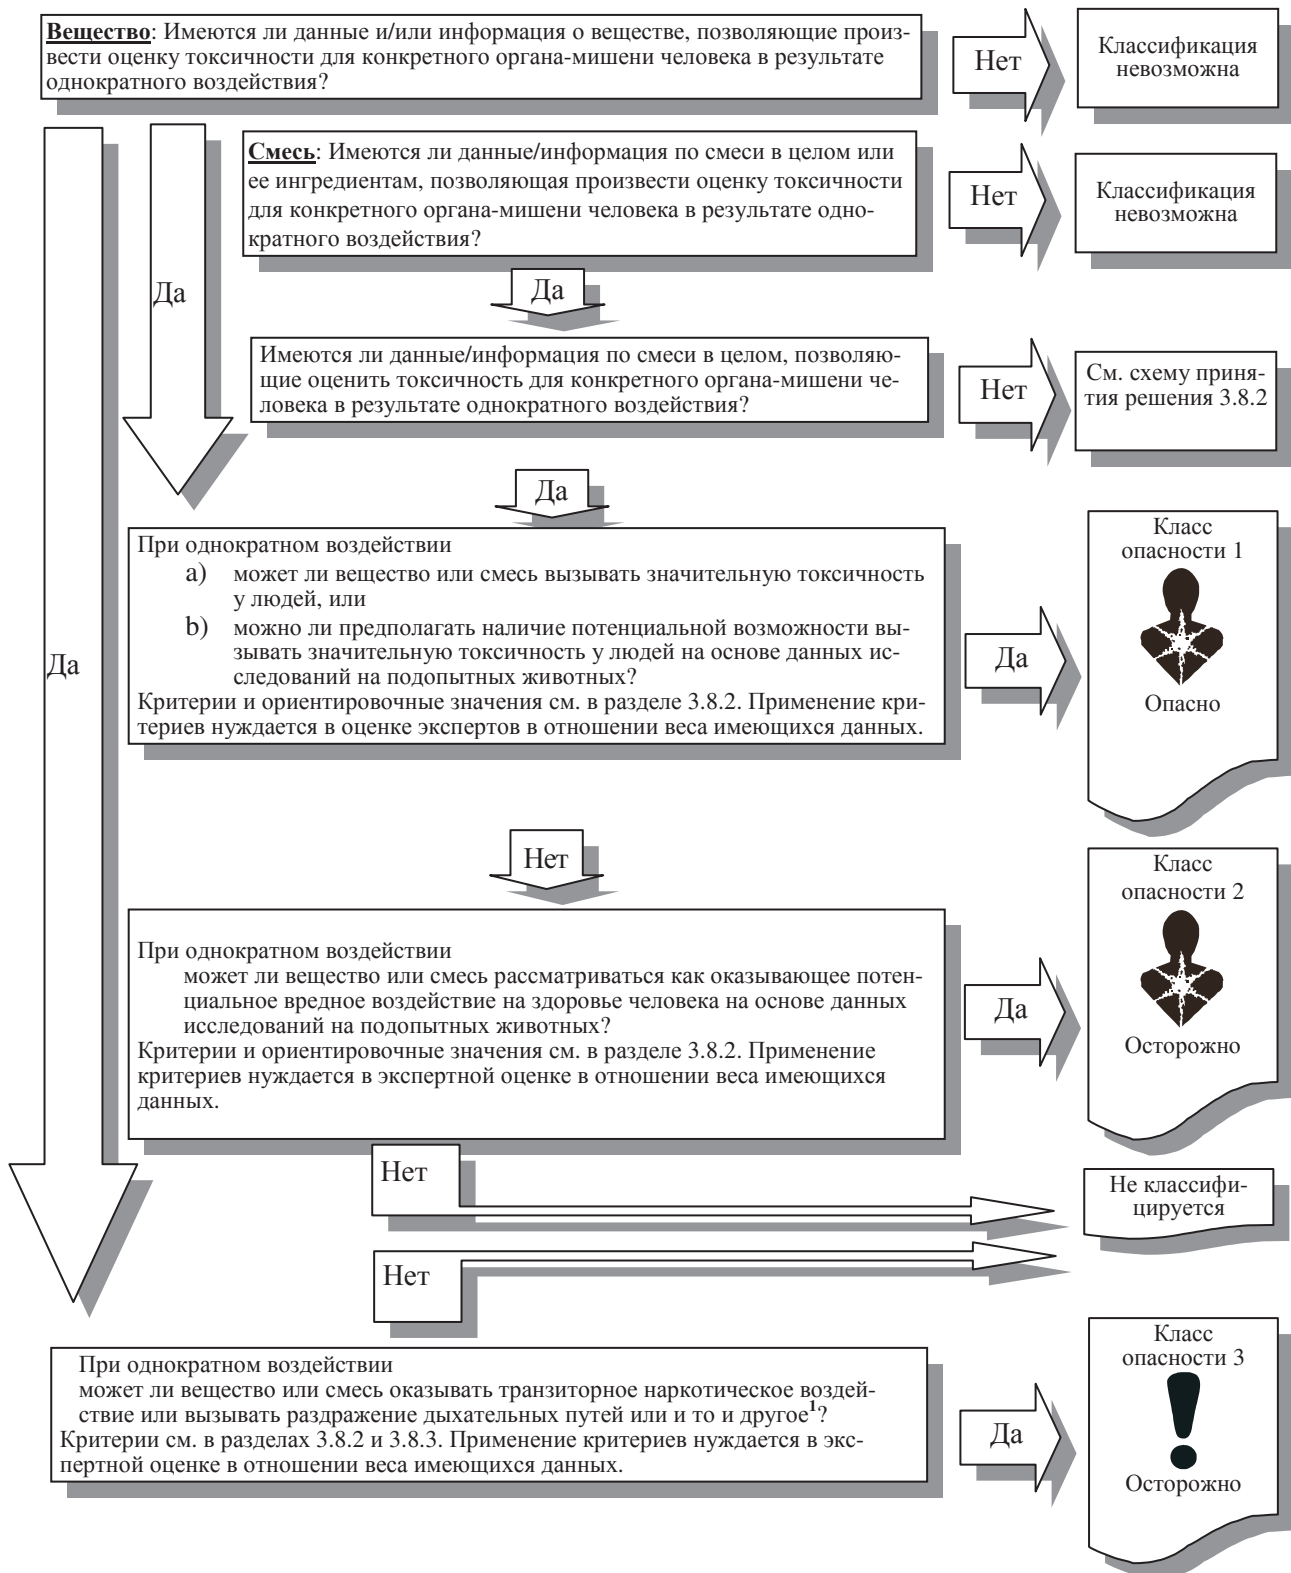 Вещество: Имеются ли данные и/или информация о веществе, позволяющие произ-
вести оценку токсичности для конкретного органа-мишени человека в результате
однократного воздействия?
Нет
Классификация
невозможна
Смесь: Имеются ли данные/информация по смеси в целом или
ее ингредиентам, позволяющая произвести оценку токсичности
для конкретного органа-мишени человека в результате одно-
кратного воздействия?
Нет
Классификация
невозможна
Да
Да
Имеются ли данные/информация по смеси в целом, позволяю-
щие оценить токсичность для конкретного органа-мишени че-
ловека в результате однократного воздействия?
Нет
См. схему приня-
тия решения 3.8.2
Да
Да
При однократном воздействии
a) может ли вещество или смесь вызывать значительную токсичность
у людей, или
b) можно ли предполагать наличие потенциальной возможности вы-
зывать значительную токсичность у людей на основе данных ис-
следований на подопытных животных?
Критерии и ориентировочные значения см. в разделе 3.8.2. Применение кри-
териев нуждается в оценке экспертов в отношении веса имеющихся данных.
Да
Класс
опасности 1
Опасно
Нет
При однократном воздействии
может ли вещество или смесь рассматриваться как оказывающее потен-
циальное вредное воздействие на здоровье человека на основе данных
исследований на подопытных животных?
Критерии и ориентировочные значения см. в разделе 3.8.2. Применение
критериев нуждается в экспертной оценке в отношении веса имеющихся
данных.
Да
Класс
опасности 2
Осторожно
Нет
Не классифи-
цируется
Нет
При однократном воздействии
может ли вещество или смесь оказывать транзиторное наркотическое воздей-
ствие или вызывать раздражение дыхательных путей или и то и другое¹?
Критерии см. в разделах 3.8.2 и 3.8.3. Применение критериев нуждается в экс-
пертной оценке в отношении веса имеющихся данных.
Да
Класс
опасности 3
Осторожно